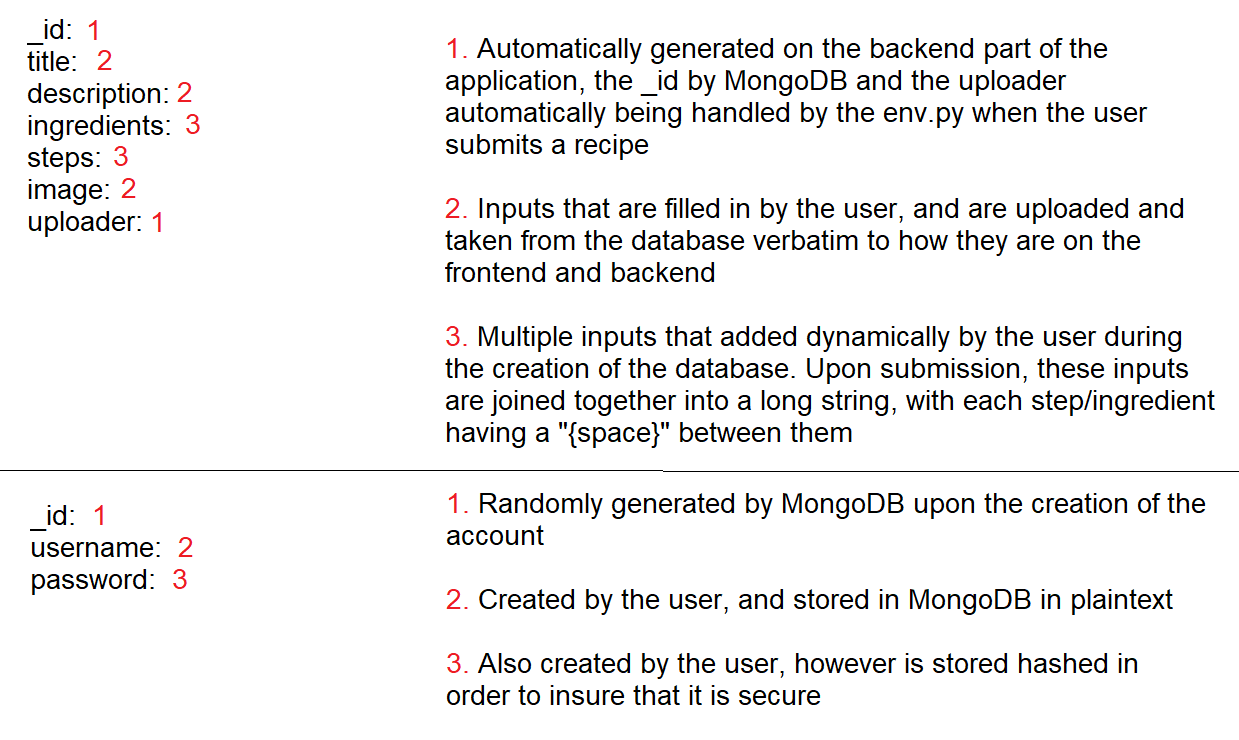 _id: 1
title: 2
description: 2
ingredients: 3
steps: 3
image: 2
uploader: 1
1. Automatically generated on the backend part of the
application, the _id by MongoDB and the uploader
automatically being handled by the env.py when the user
submits a recipe
2. Inputs that are filled in by the user, and are uploaded and
taken from the database verbatim to how they are on the
frontend and backend
3. Multiple inputs that added dynamically by the user during
the creation of the database. Upon submission, these inputs
are joined together into a long string, with each step/ingredient
having a "{space}" between them
_id: 1
username: 2
password: 3
1. Randomly generated by MongoDB upon the creation of the
account
2. Created by the user, and stored in MongoDB in plaintext
3. Also created by the user, however is stored hashed in
order to insure that it is secure